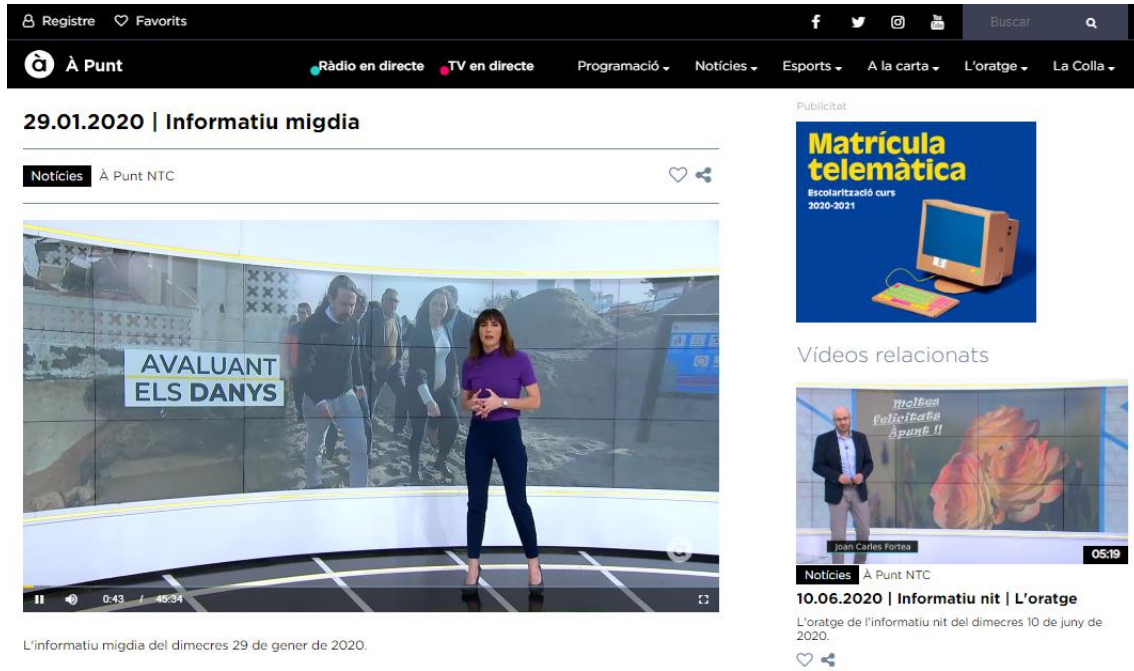 Registre Favorits
Buscar
à À Punt Ràdio en directe TV en directe Programació Notícies Esports A la carta L'oratge La Colla
29.01.2020 | Informatiu migdia
Notícies À Punt NTC
AVALUANT
ELS DANYS
à
0:43 / 45:34
L'informatiu migdia del dimecres 29 de gener de 2020.
Publicitat
Matrícula
telemàtica
Escolarització curs
2020-2021
Vídeos relacionats
Moltes
felicitats
Àpunt !!
Joan Carles Fortea
05:19
Notícies À Punt NTC
10.06.2020 | Informatiu nit | L'oratge
L'oratge de l'informatiu nit del dimecres 10 de juny de
2020.